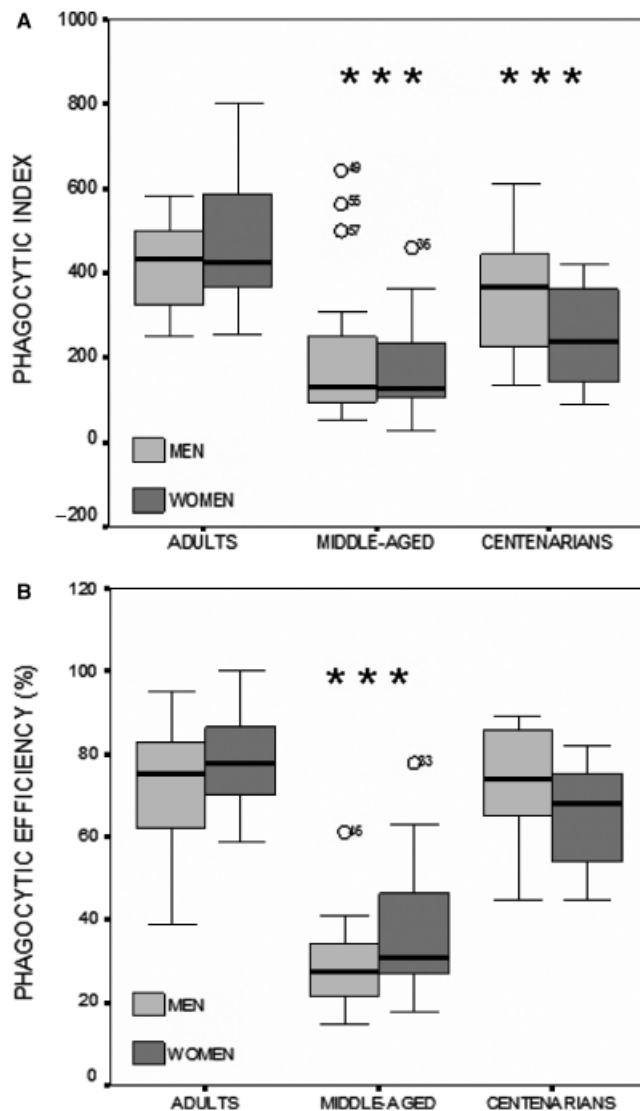 A
1000
800
600
400
200
0
−200
PHAGOCYTIC INDEX
*** ***
49
55
57
36
MEN
WOMEN
ADULTS MIDDLE-AGED CENTENARIANS
B
120
100
80
60
40
20
0
PHAGOCYTIC EFFICIENCY (%)
***
33
46
MEN
WOMEN
ADULTS MIDDLE-AGED CENTENARIANS